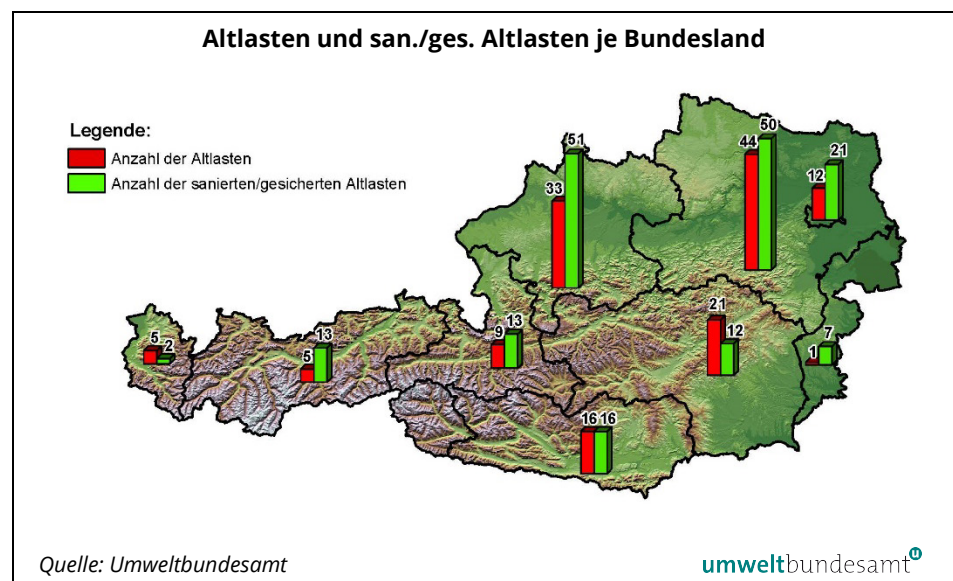 Altlasten und san./ges. Altlasten je Bundesland
Legende:
Anzahl der Altlasten
Anzahl der sanierten/gesicherten Altlasten
33 51
44 50
12 21
5 2
5 13
9 13
21 12
1 7
16 16
Quelle: Umweltbundesamt
umweltbundesamt u